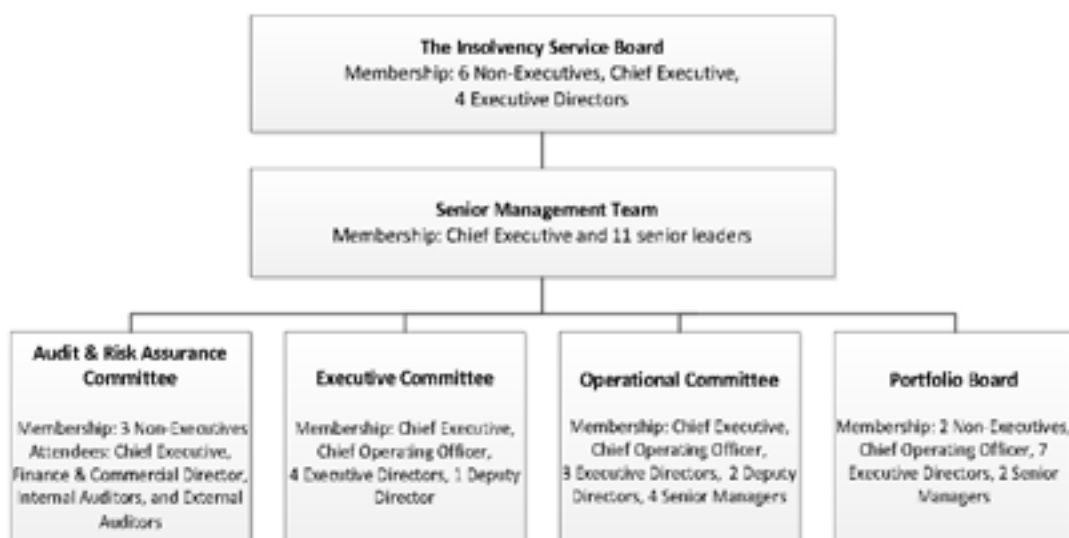 The Insolvency Service Board
Membership: 6 Non-Executives, Chief Executive,
4 Executive Directors
Senior Management Team
Membership: Chief Executive and 11 senior leaders
Audit & Risk Assurance
Committee
Membership: 3 Non-Executives
Attendees: Chief Executive,
Finance & Commercial Director,
Internal Auditors, and External
Auditors
Executive Committee
Membership: Chief Executive,
Chief Operating Officer,
4 Executive Directors, 1 Deputy
Director
Operational Committee
Membership: Chief Executive,
Chief Operating Officer,
3 Executive Directors, 2 Deputy
Directors, 4 Senior Managers
Portfolio Board
Membership: 2 Non-Executives,
Chief Operating Officer, 7
Executive Directors, 2 Senior
Managers